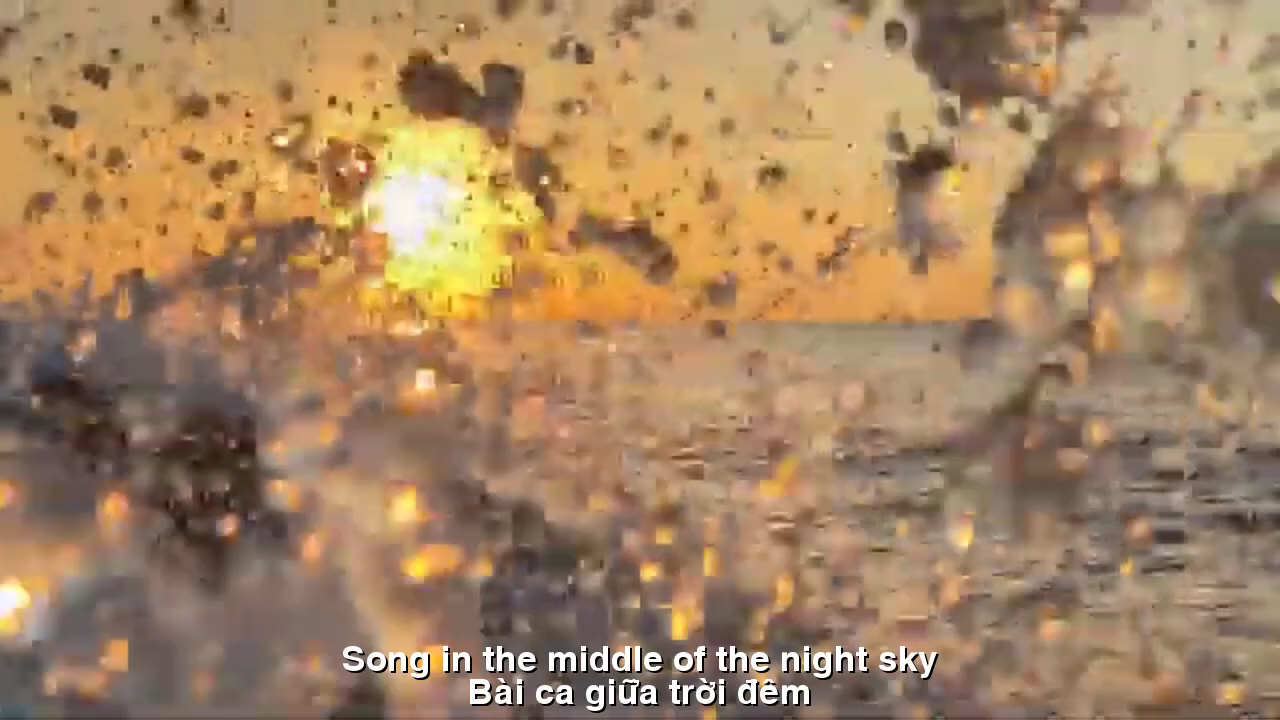 Song in the middle of the night sky
Bài ca giữa trời đêm